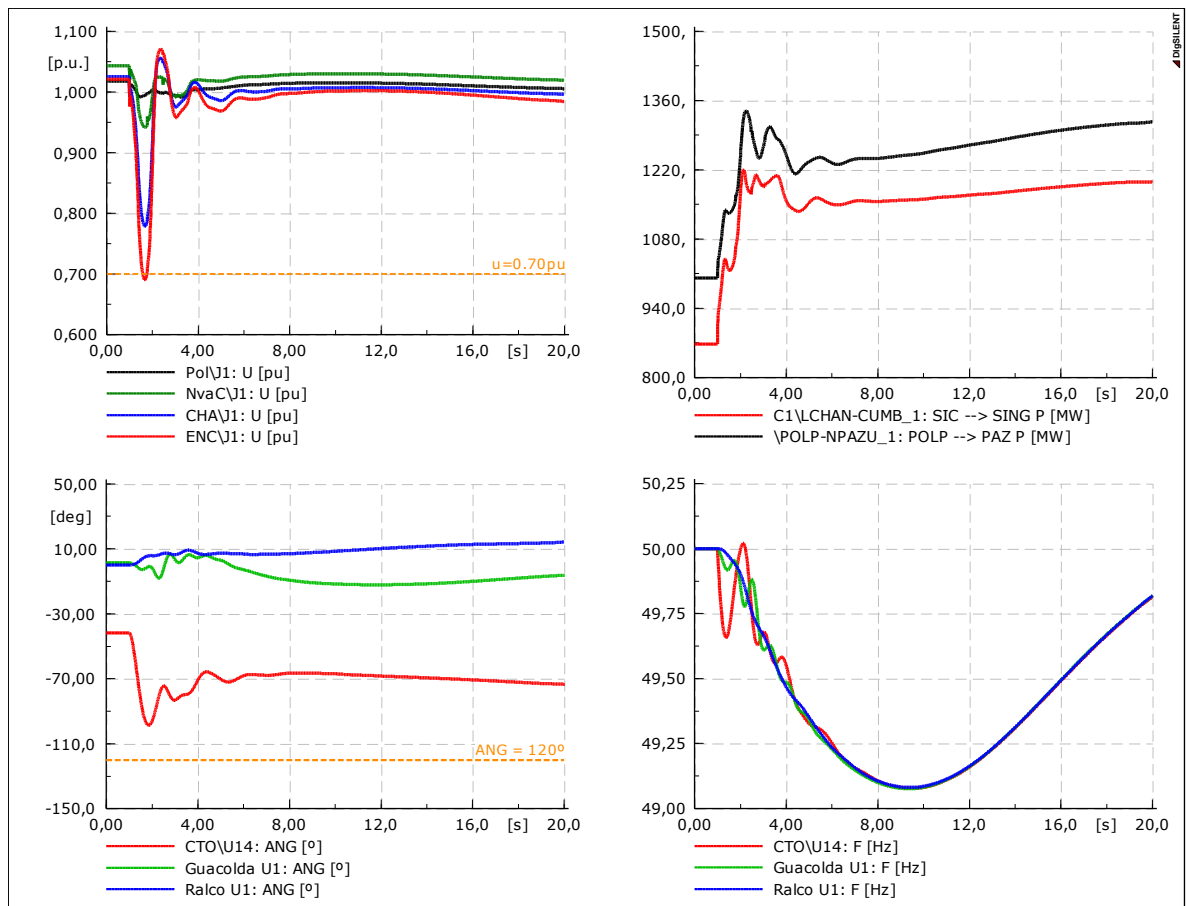 1,100
[p.u.]
1,000
0,900
0,800
0,700
0,600
u=0.70pu
0,00 4,00 8,00 12,0 16,0 [s] 20,0
Pol\J1: U [pu]
NvaC\J1: U [pu]
CHA\J1: U [pu]
ENC\J1: U [pu]
DIgSILENT
1500,
1360,
1220,
1080,
940,0
800,0
0,00 4,00 8,00 12,0 16,0 [s] 20,0
C1\LCHAN-CUMB_1: SIC --> SING P [MW]
\POLP-NPAZU_1: POLP --> PAZ P [MW]
50,00
[deg]
10,00
-30,00
-70,00
-110,0
-150,0
ANG = 120º
0,00 4,00 8,00 12,0 16,0 [s] 20,0
CTO\U14: ANG [º]
Guacolda U1: ANG [º]
Ralco U1: ANG [º]
50,25
50,00
49,75
49,50
49,25
49,00
0,00 4,00 8,00 12,0 16,0 [s] 20,0
CTO\U14: F [Hz]
Guacolda U1: F [Hz]
Ralco U1: F [Hz]